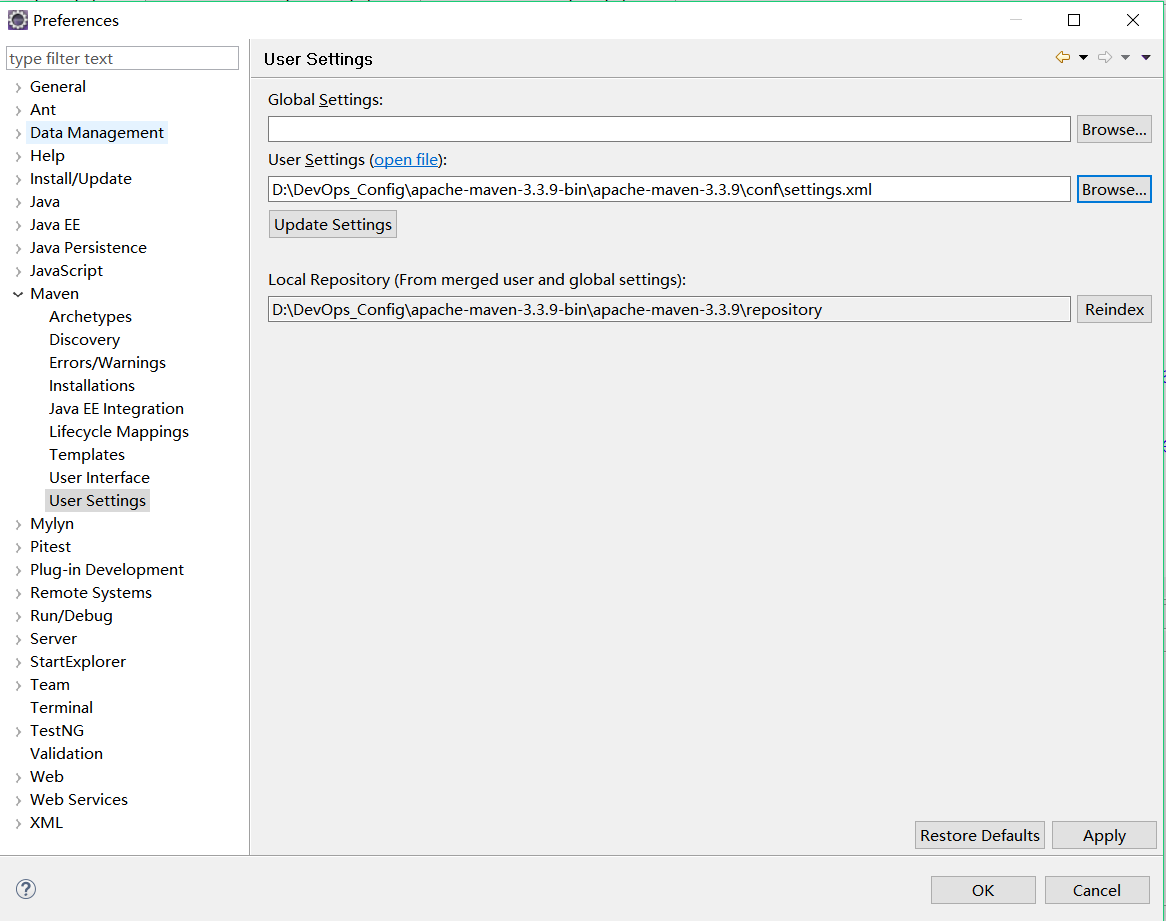 Preferences
type filter text
General
Ant
Data Management
Help
Install/Update
Java
Java EE
Java Persistence
JavaScript
Maven
Archetypes
Discovery
Errors/Warnings
Installations
Java EE Integration
Lifecycle Mappings
Templates
User Interface
User Settings
Mylyn
Pitest
Plug-in Development
Remote Systems
Run/Debug
Server
StartExplorer
Team
Terminal
TestNG
Validation
Web
Web Services
XML
User Settings
Global Settings:
Browse...
User Settings (open file):
D:\DevOps_Config\apache-maven-3.3.9-bin\apache-maven-3.3.9\conf\settings.xml Browse...
Update Settings
Local Repository (From merged user and global settings):
D:\DevOps_Config\apache-maven-3.3.9-bin\apache-maven-3.3.9\repository Reindex
Restore Defaults Apply
? OK Cancel